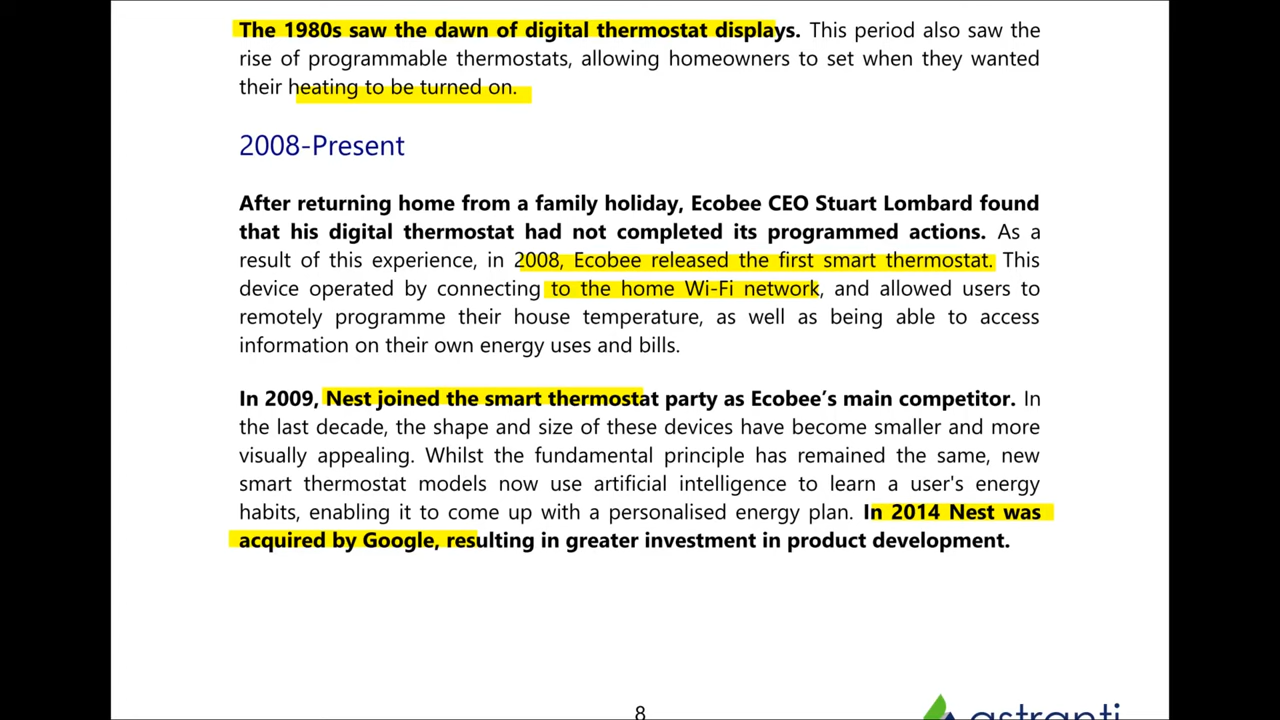 The 1980s saw the dawn of digital thermostat displays. This period also saw the
rise of programmable thermostats, allowing homeowners to set when they wanted
their heating to be turned on.
2008-Present
After returning home from a family holiday, Ecobee CEO Stuart Lombard found
that his digital thermostat had not completed its programmed actions. As a
result of this experience, in 2008, Ecobee released the first smart thermostat. This
device operated by connecting to the home Wi-Fi network, and allowed users to
remotely programme their house temperature, as well as being able to access
information on their own energy uses and bills.
In 2009, Nest joined the smart thermostat party as Ecobee’s main competitor. In
the last decade, the shape and size of these devices have become smaller and more
visually appealing. Whilst the fundamental principle has remained the same, new
smart thermostat models now use artificial intelligence to learn a user's energy
habits, enabling it to come up with a personalised energy plan. In 2014 Nest was
acquired by Google, resulting in greater investment in product development.
8
astranti